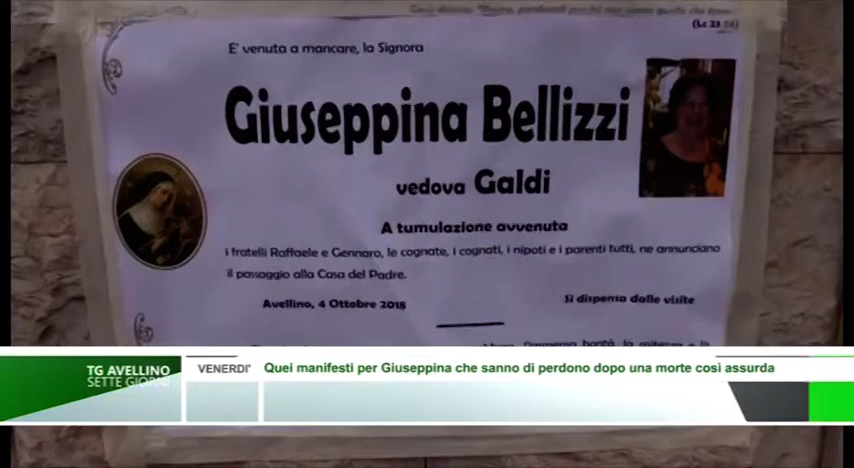 (Lc 23
E' venuta a mancare, la Signora
Giuseppina Bellizzi
vedova Galdi
A tumulazione avvenuta
i fratelli Raffaele e Gennaro, le cognate, i cognati, i nipoti e i parenti tutti, ne annunciano
il passaggio alla Casa del Padre.
Avellino, 4 Ottobre 2018
Si dispensa dalle visite
TG AVELLINO
SETTE GIORNI
VENERDI'
Quei manifesti per Giuseppina che sanno di perdono dopo una morte così assurda